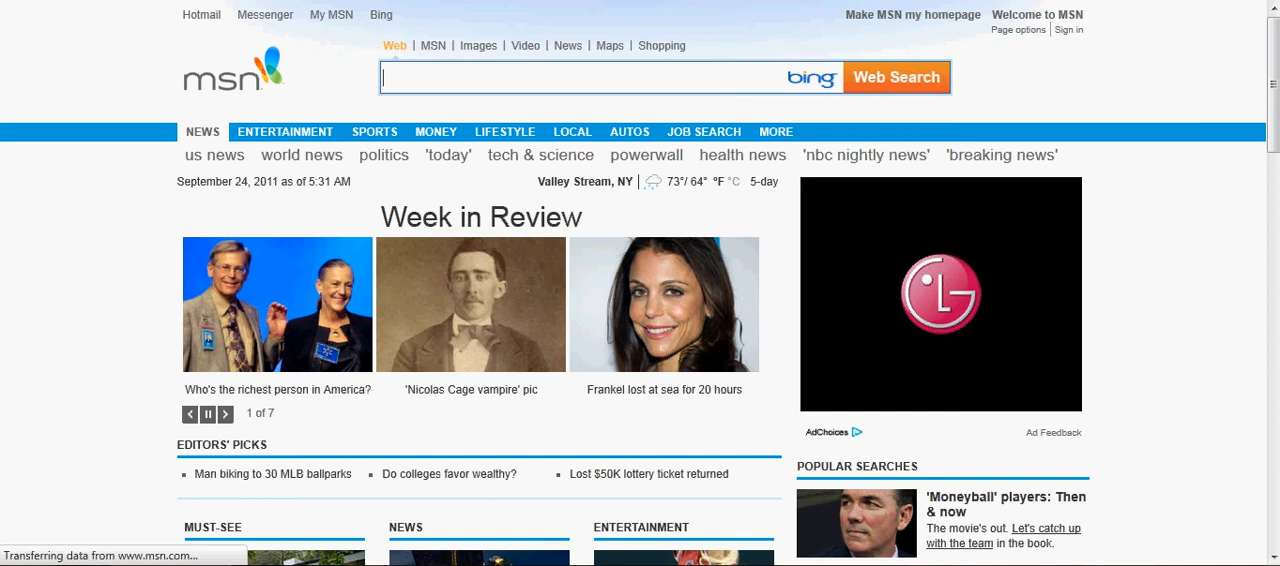 Hotmail Messenger My MSN Bing
Make MSN my homepage Welcome to MSN
Page options | Sign in
Web | MSN | Images | Video | News | Maps | Shopping
msn
bing
Web Search
NEWS ENTERTAINMENT SPORTS MONEY LIFESTYLE LOCAL AUTOS JOB SEARCH MORE
us news world news politics 'today' tech & science powerwall health news 'nbc nightly news' 'breaking news'
September 24, 2011 as of 5:31 AM
Valley Stream, NY | 73°/ 64° °F °C 5-day
Week in Review
LG
Who's the richest person in America?
'Nicolas Cage vampire' pic
Frankel lost at sea for 20 hours
1 of 7
AdChoices
Ad Feedback
EDITORS' PICKS
Man biking to 30 MLB ballparks
Do colleges favor wealthy?
Lost $50K lottery ticket returned
POPULAR SEARCHES
'Moneyball' players: Then
& now
The movie's out. Let's catch up
with the team in the book.
MUST-SEE
NEWS
ENTERTAINMENT
Transferring data from www.msn.com...